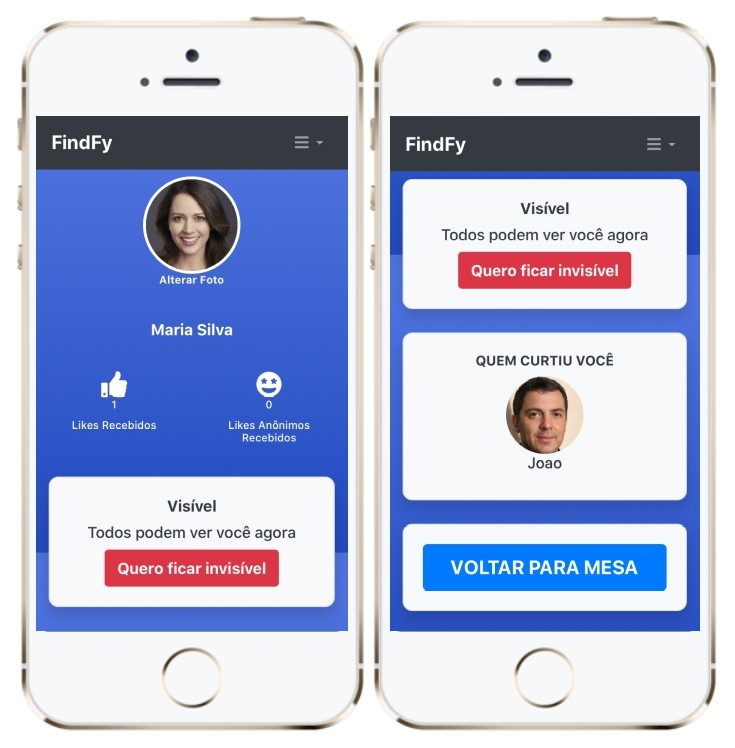 FindFy
Alterar Foto
Maria Silva
1
Likes Recebidos
0
Likes Anônimos
Recebidos
Visível
Todos podem ver você agora
Quero ficar invisível
FindFy
Visível
Todos podem ver você agora
Quero ficar invisível
QUEM CURTIU VOCÊ
Joao
VOLTAR PARA MESA